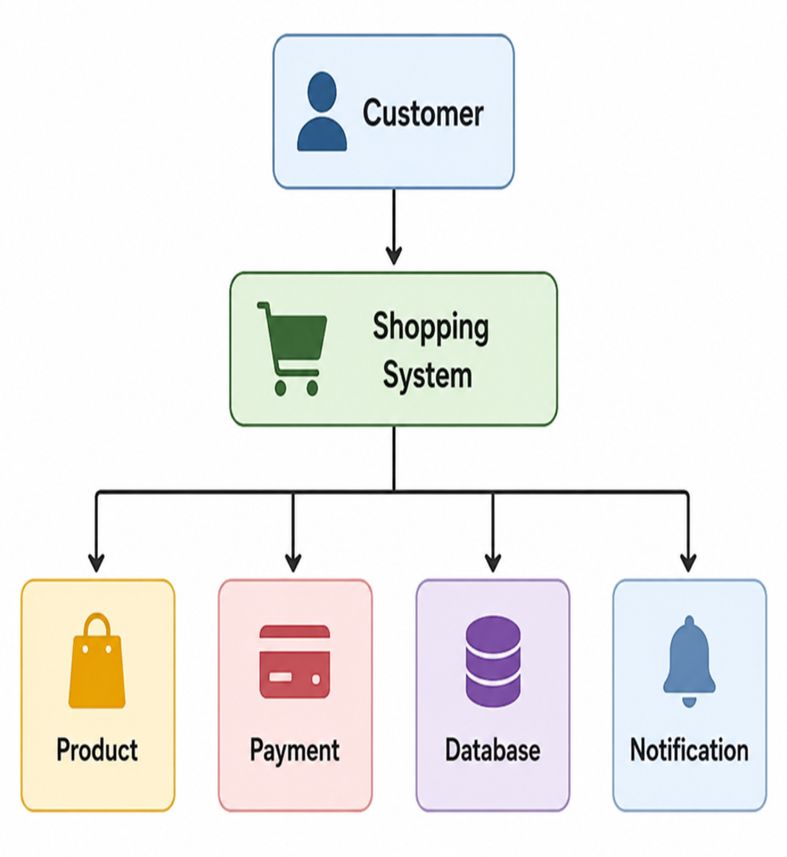 Customer
Shopping
System
Product
Payment
Database
Notification